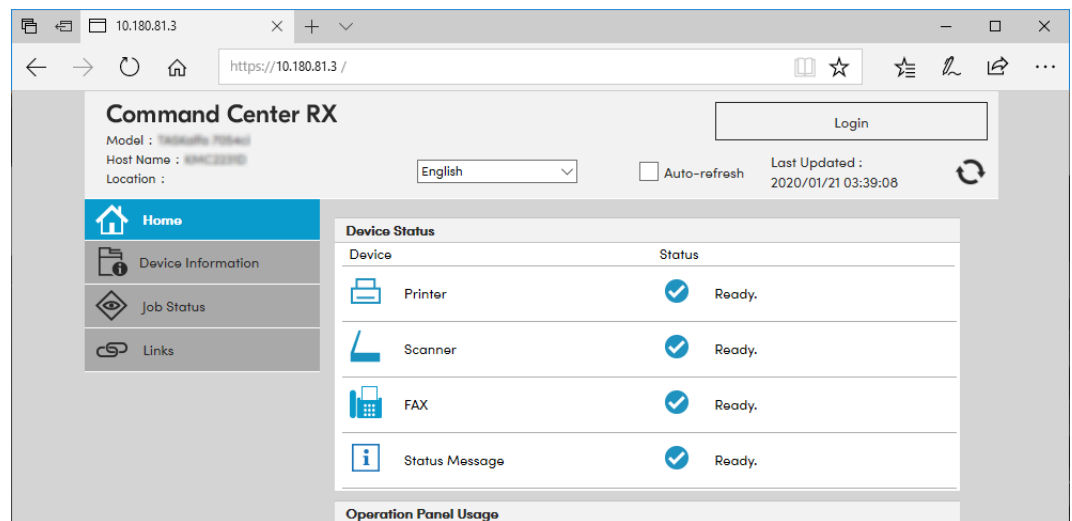 10.180.81.3
https://10.180.81.3 /
Command Center RX
Login
Model :
Host Name :
Location :
English
Auto-refresh
Last Updated :
2020/01/21 03:39:08
Home
Device Information
Job Status
Links
Device Status
Device Status
Printer Ready.
Scanner Ready.
FAX Ready.
Status Message Ready.
Operation Panel Usage